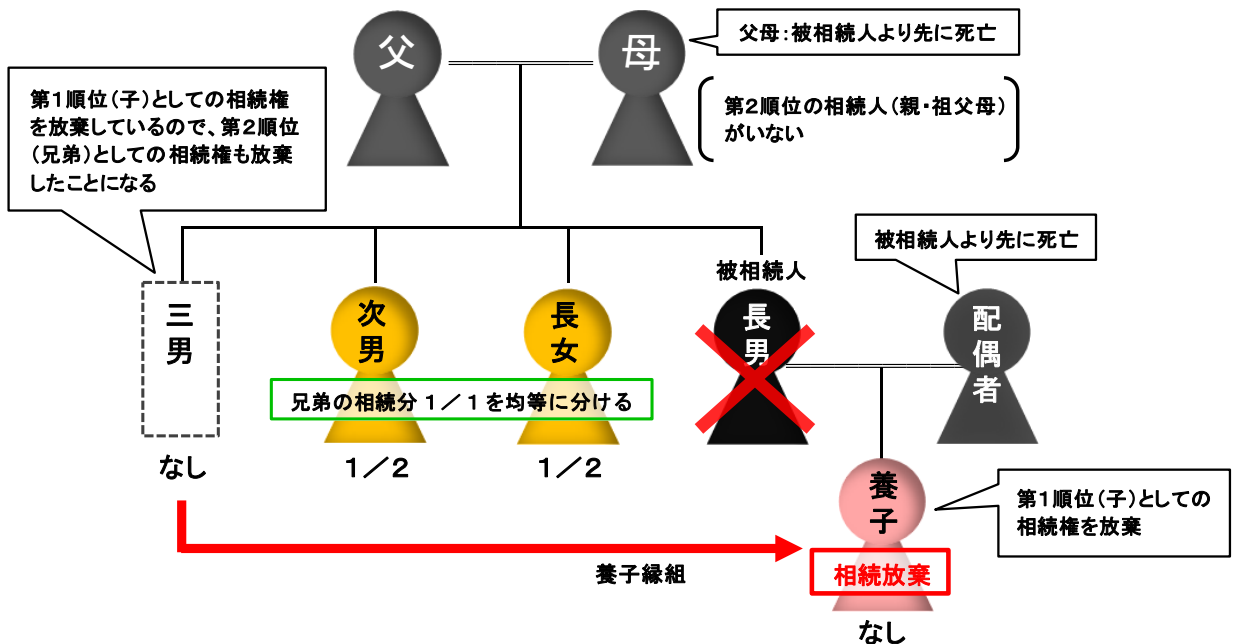 父
母
父母：被相続人より先に死亡
第２順位の相続人（親・祖父母）
がいない
第１順位（子）としての相続権
を放棄しているので、第２順位
（兄弟）としての相続権も放棄
したことになる
被相続人より先に死亡
被相続人
三男
次男
長女
長男
配偶者
兄弟の相続分 １／１を均等に分ける
なし
１／２
１／２
養子
第１順位（子）としての
相続権を放棄
養子縁組
相続放棄
なし